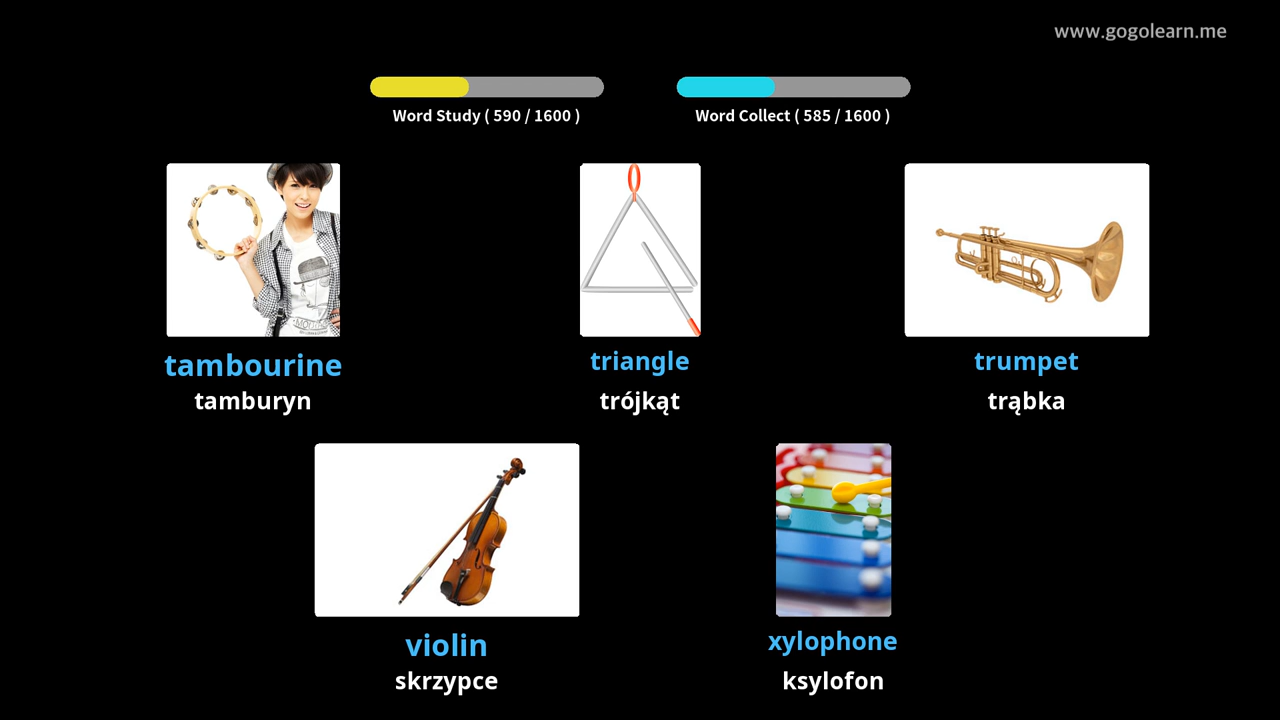 www.gogolearn.me
Word Study ( 590 / 1600 )
Word Collect ( 585 / 1600 )
tambourine
tamburyn
triangle
trójkąt
trumpet
trąbka
violin
skrzypce
xylophone
ksylofon